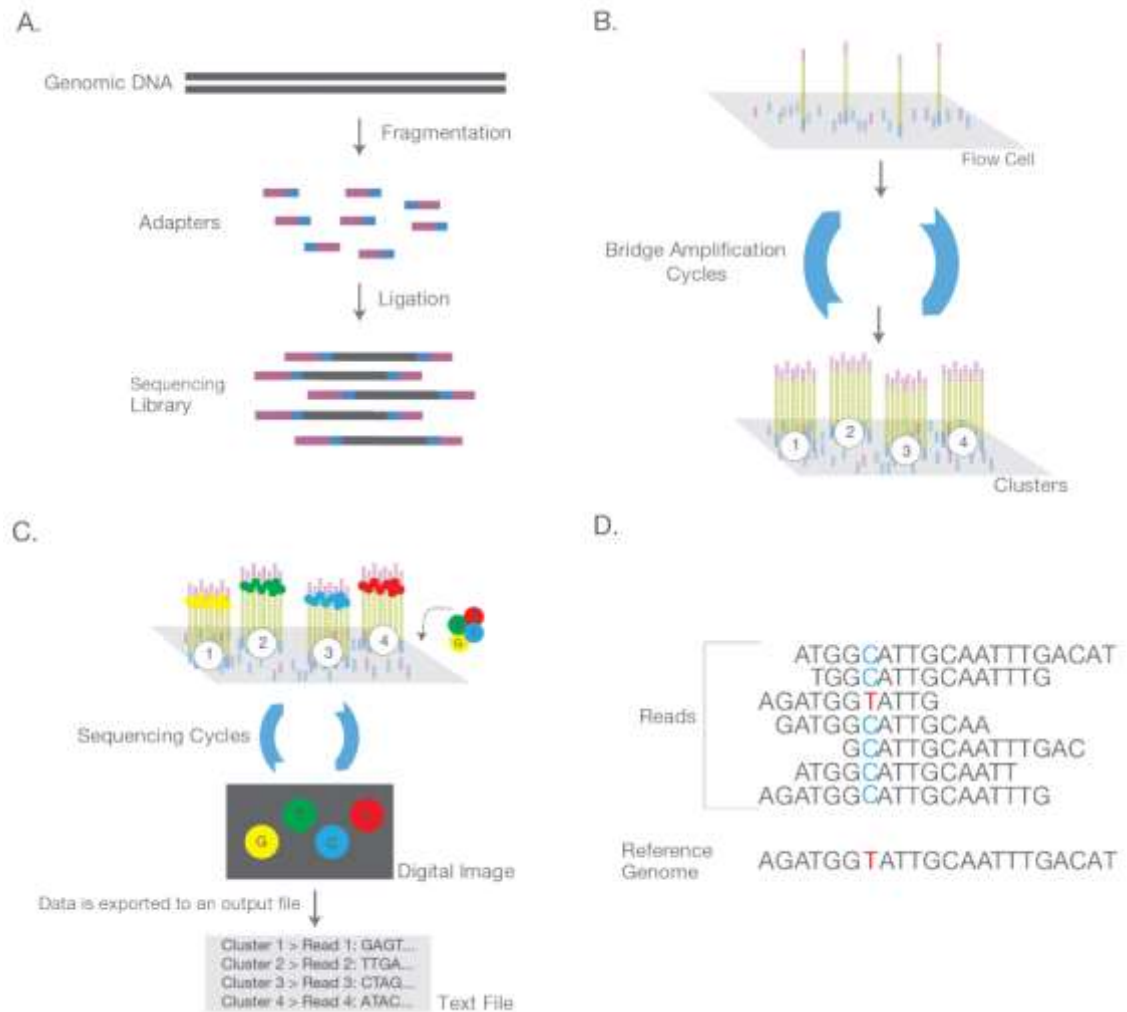 A.
Genomic DNA
Fragmentation
Adapters
Ligation
Sequencing
Library
B.
Flow Cell
Bridge Amplification
Cycles
1
2
3
4
Clusters
C.
1
2
3
4
G
Sequencing Cycles
G
C
Digital Image
Data is exported to an output file
Cluster 1 > Read 1: GAGT...
Cluster 2 > Read 2: TTGA...
Cluster 3 > Read 3: CTAG...
Cluster 4 > Read 4: ATAC...
Text File
D.
Reads
ATGGCATTGCAATTTGACAT
TGGCATTGCAATTTG
AGATGGTATTG
GATGGCATTGCAA
GCATTGCAATTTGAC
ATGGCATTGCAATT
AGATGGCATTGCAATTTG
Reference
Genome
AGATGGTATTGCAATTTGACAT